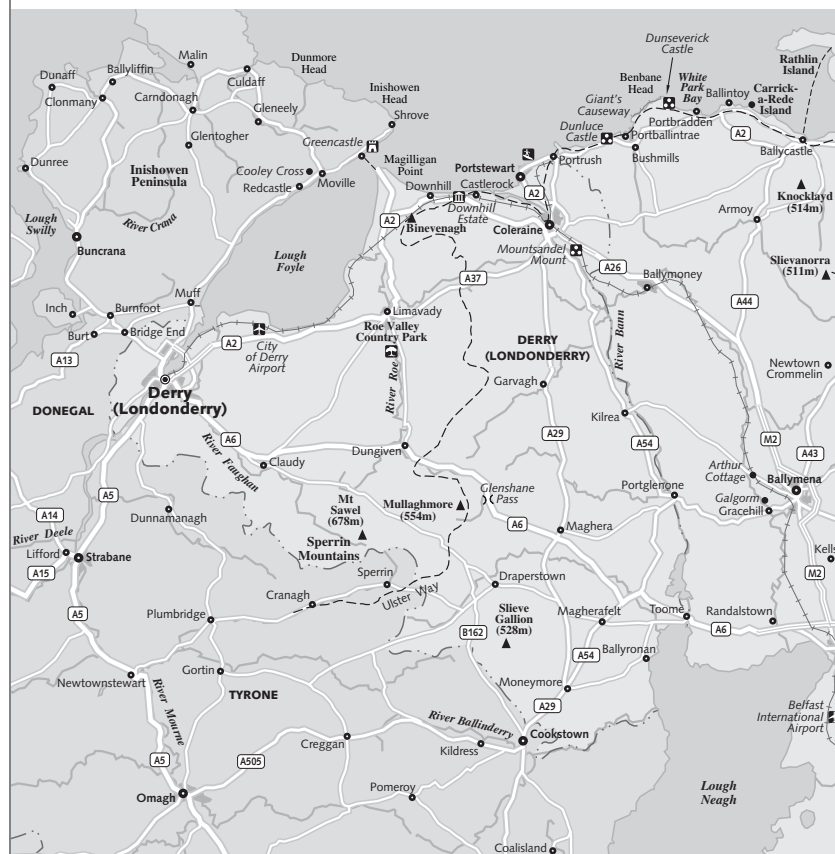 Dunseverick
Castle
Rathlin
Island
Malin
Dunmore
Head
Ballyliffin
Culdaff
Dunaff
Benbane
Head
White
Park
Bay
Ballintoy
Carrick-
a-Rede
Island
Inishowen
Head
Giant's
Causeway
Clonmany
Carndonagh
Gleneely
Shrove
Dunluce
Castle
Portbradden
Portballintrae
A2
Glentogher
Greencastle
Ballycastle
Magilligan
Point
Portstewart
Portrush
Bushmills
Dunree
Inishowen
Peninsula
Cooley Cross
Moville
Redcastle
Downhill
Castlerock
A2
Knocklayd
(514m)
Lough
Swilly
River Crana
A2
Binevenagh
Downhill
Estate
Coleraine
Armoy
Buncrana
Lough
Foyle
Mountsandel
Mount
A26
Slievanorra
(511m)
A37
Ballymoney
Muff
Inch
Burnfoot
Limavady
A44
Burt
Bridge End
A2
City
of Derry
Airport
Roe Valley
Country Park
DERRY
(LONDONDERRY)
River Bann
A13
Newtown
Crommelin
Derry
(Londonderry)
Garvagh
River Roe
DONEGAL
Kilrea
A6
River Faughan
A29
A54
M2
A43
Claudy
Dungiven
A5
Arthur
Cottage
Ballymena
Mt
Sawel
(678m)
Mullaghmore
(554m)
Glenshane
Pass
Portglenone
A14
Dunnamanagh
Galgorm
Gracehill
River Deele
A6
Maghera
Lifford
Strabane
Sperrin
Mountains
Kells
A15
Sperrin
Draperstown
M2
Cranagh
Ulster Way
A5
Plumbridge
Slieve
Gallion
(528m)
Magherafelt
Toome
Randalstown
B162
A6
Gortin
A54
Ballyronan
Newtownstewart
Moneymore
TYRONE
River Mourne
A29
Belfast
International
Airport
River Ballinderry
Creggan
Kildress
Cookstown
A5
A505
Pomeroy
Lough
Neagh
Omagh
Coalisland